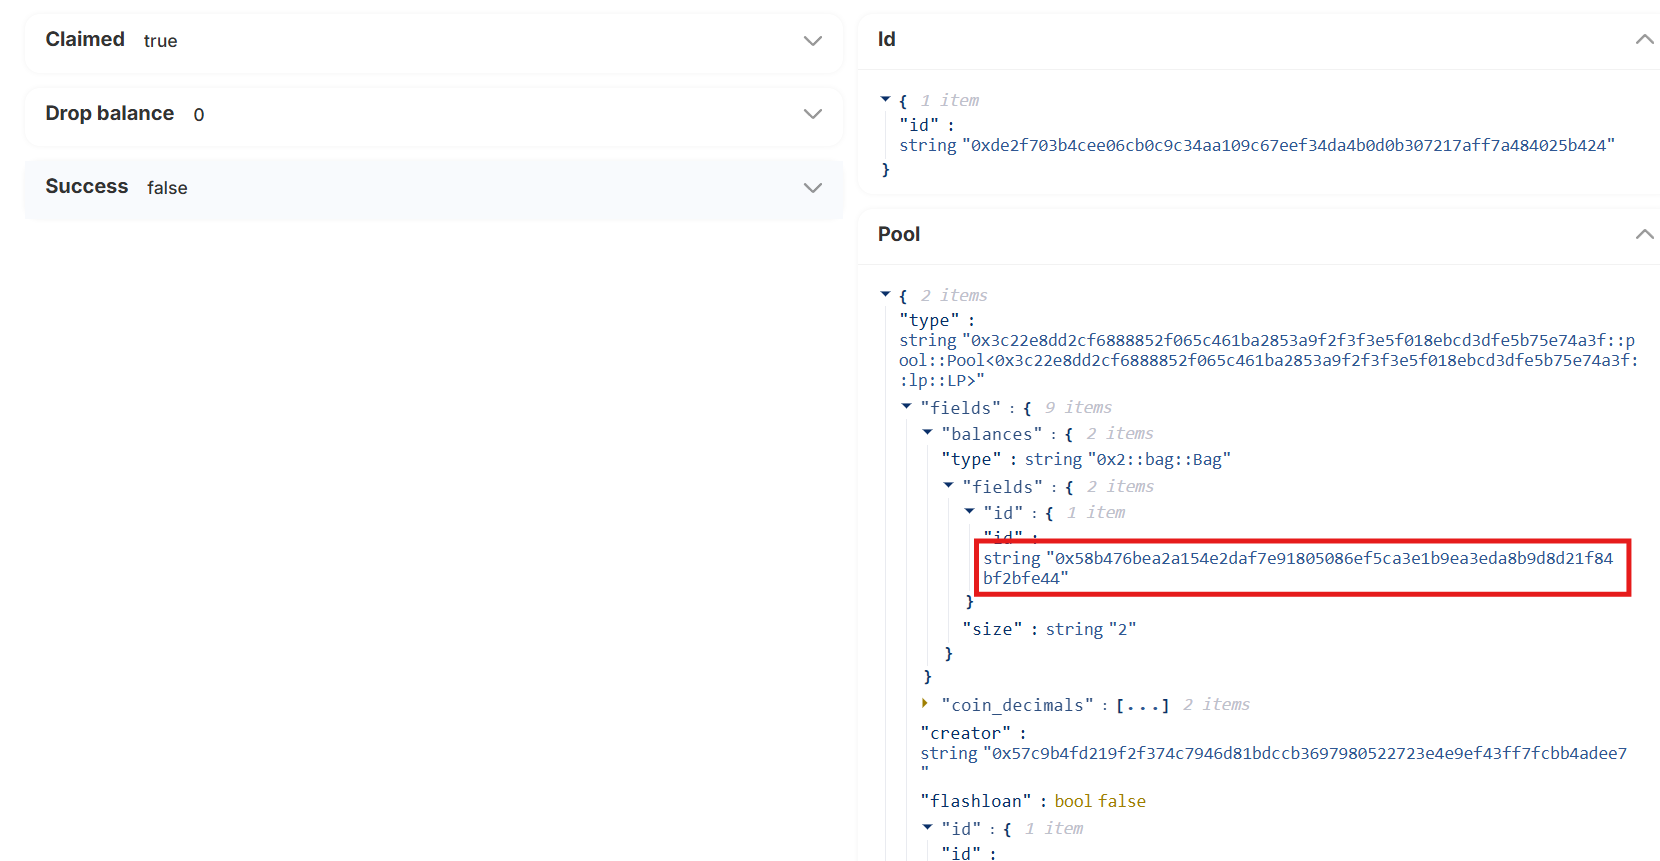 Claimed true
Drop balance 0
Success false
Id
{ 1 item
"id" :
string "0xde2f703b4cee06cb0c9c34aa109c67eef34da4b0d0b307217aff7a484025b424"
}
Pool
{ 2 items
"type" :
string "0x3c22e8dd2cf6888852f065c461ba2853a9f2f3f3e5f018ebcd3dfe5b75e74a3f::p
ool::Pool<0x3c22e8dd2cf6888852f065c461ba2853a9f2f3f3e5f018ebcd3dfe5b75e74a3f:
:lp::LP>"
"fields" : { 9 items
"balances" : { 2 items
"type" : string "0x2::bag::Bag"
"fields" : { 2 items
"id" : { 1 item
"id" :
string "0x58b476bea2a154e2daf7e91805086ef5ca3e1b9ea3eda8b9d8d21f84
bf2bfe44"
}
"size" : string "2"
}
}
"coin_decimals" : [...] 2 items
"creator" :
string "0x57c9b4fd219f2f374c7946d81bdccb3697980522723e4e9ef43ff7fcbb4adee7
"
"flashloan" : bool false
"id" : { 1 item
"id" :